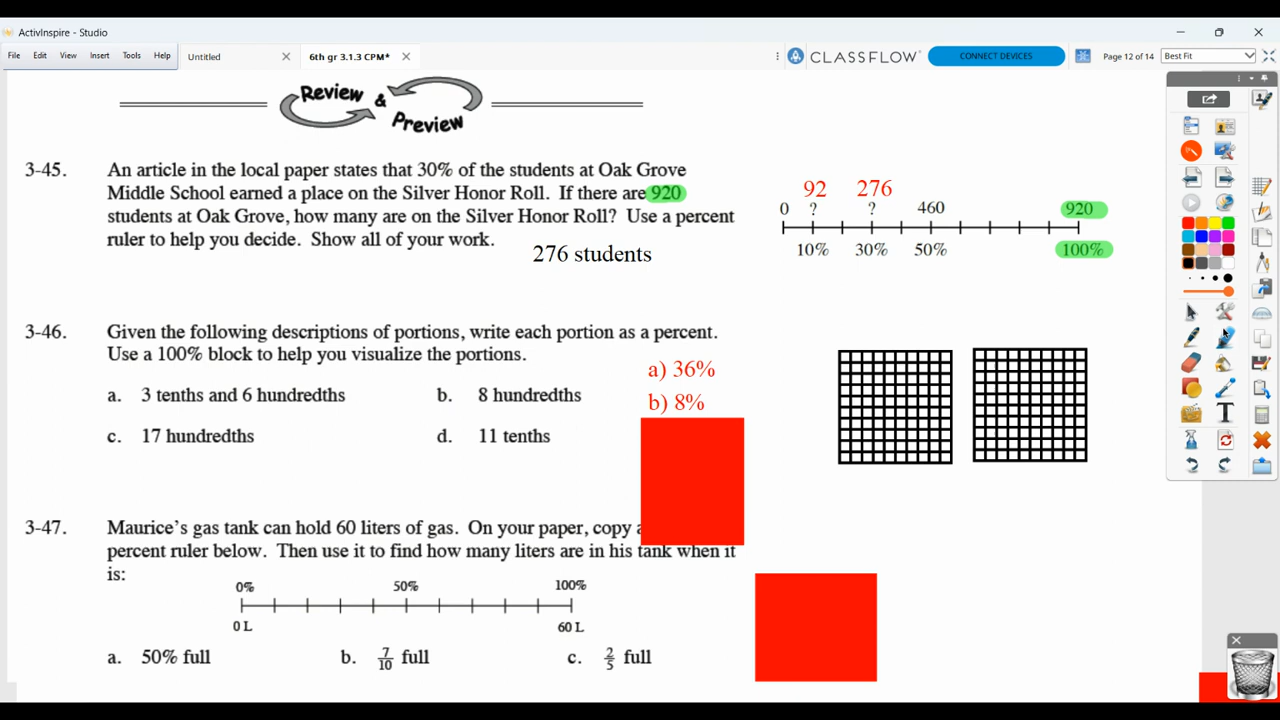 ActivInspire - Studio
File Edit View Insert Tools Help
Untitled
6th gr 3.1.3 CPM*
CLASSFLOW
CONNECT DEVICES
Page 12 of 14
Best Fit
Review & Preview
3-45. An article in the local paper states that 30% of the students at Oak Grove
Middle School earned a place on the Silver Honor Roll. If there are 920
students at Oak Grove, how many are on the Silver Honor Roll? Use a percent
ruler to help you decide. Show all of your work.
276 students
92 276
0 ? ? 460 920
10% 30% 50% 100%
3-46. Given the following descriptions of portions, write each portion as a percent.
Use a 100% block to help you visualize the portions.
a. 3 tenths and 6 hundredths b. 8 hundredths
c. 17 hundredths d. 11 tenths
a) 36%
b) 8%
3-47. Maurice's gas tank can hold 60 liters of gas. On your paper, copy
percent ruler below. Then use it to find how many liters are in his tank when it
is:
0% 50% 100%
0 L 60 L
a. 50% full b. 7/10 full c. 2/5 full